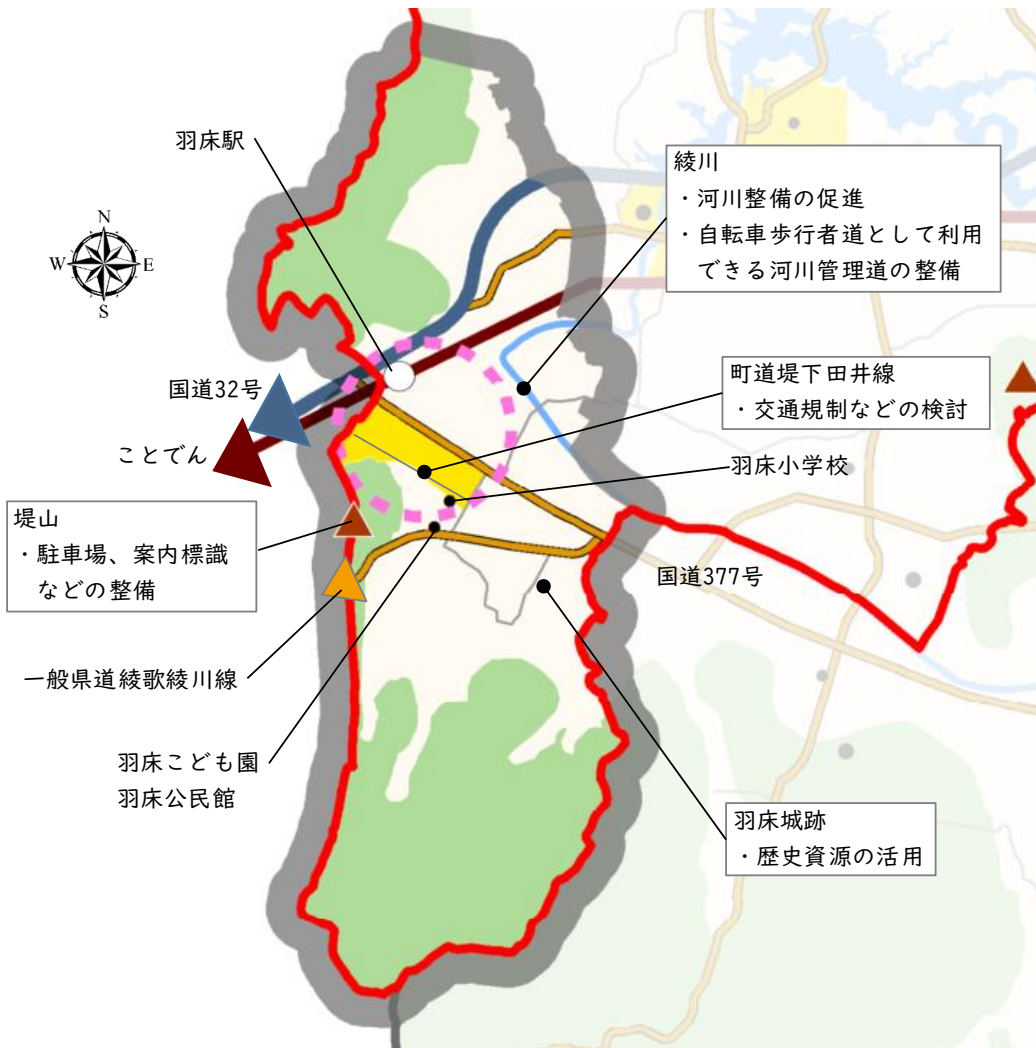 羽床駅
綾川
・河川整備の促進
・自転車歩行者道として利用
できる河川管理道の整備
N
W
E
S
国道32号
町道堤下田井線
・交通規制などの検討
ことでん
羽床小学校
堤山
・駐車場、案内標識
などの整備
国道377号
一般県道綾歌綾川線
羽床こども園
羽床公民館
羽床城跡
・歴史資源の活用